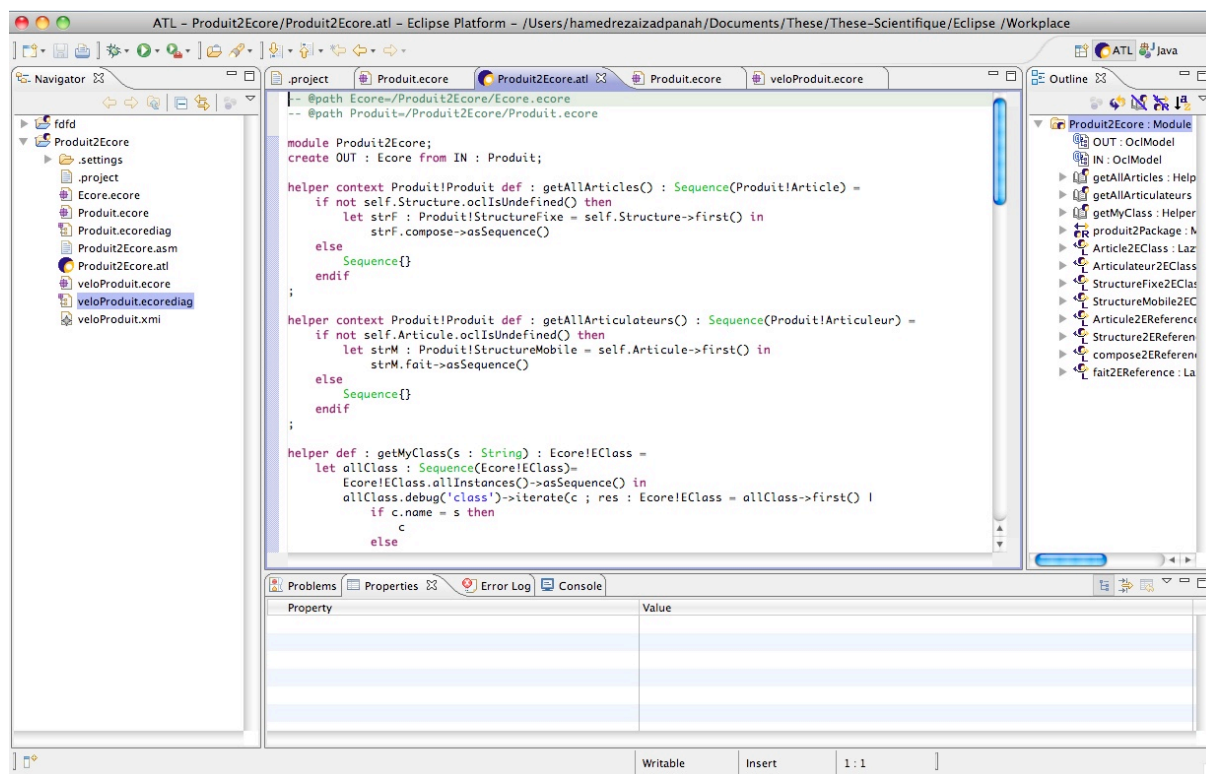 ATL – Produit2Ecore/Produit2Ecore.atl – Eclipse Platform – /Users/hamedrezaizadpanah/Documents/These/These-Scientifique/Eclipse /Workplace
ATL Java
Navigator
fdfd
Produit2Ecore
.settings
.project
Ecore.ecore
Produit.ecore
Produit.ecorediag
Produit2Ecore.asm
Produit2Ecore.atl
veloProduit.ecore
veloProduit.ecorediag
veloProduit.xmi
.project Produit.ecore Produit2Ecore.atl Produit.ecore veloProduit.ecore
-- @path Ecore=/Produit2Ecore/Ecore.ecore
-- @path Produit=/Produit2Ecore/Produit.ecore
module Produit2Ecore;
create OUT : Ecore from IN : Produit;
helper context Produit!Produit def : getAllArticles() : Sequence(Produit!Article) =
if not self.Structure.oclIsUndefined() then
let strF : Produit!StructureFixe = self.Structure->first() in
strF.compose->asSequence()
else
Sequence{}
endif
;
helper context Produit!Produit def : getAllArticulateurs() : Sequence(Produit!Articuleur) =
if not self.Articule.oclIsUndefined() then
let strM : Produit!StructureMobile = self.Articule->first() in
strM.fait->asSequence()
else
Sequence{}
endif
;
helper def : getMyClass(s : String) : Ecore!EClass =
let allClass : Sequence(Ecore!EClass)=
Ecore!EClass.allInstances()->asSequence() in
allClass.debug('class')->iterate(c ; res : Ecore!EClass = allClass->first() |
if c.name = s then
c
else
Outline
Produit2Ecore : Module
OUT : OclModel
IN : OclModel
getAllArticles : Help
getAllArticulateurs
getMyClass : Helper
produit2Package : M
Article2EClass : Laz
Articulateur2EClass
StructureFixe2EClas
StructureMobile2EC
Articule2EReference
Structure2EReferen
compose2EReferen
fait2EReference : La
Problems Properties Error Log Console
Property Value
Writable Insert 1 : 1